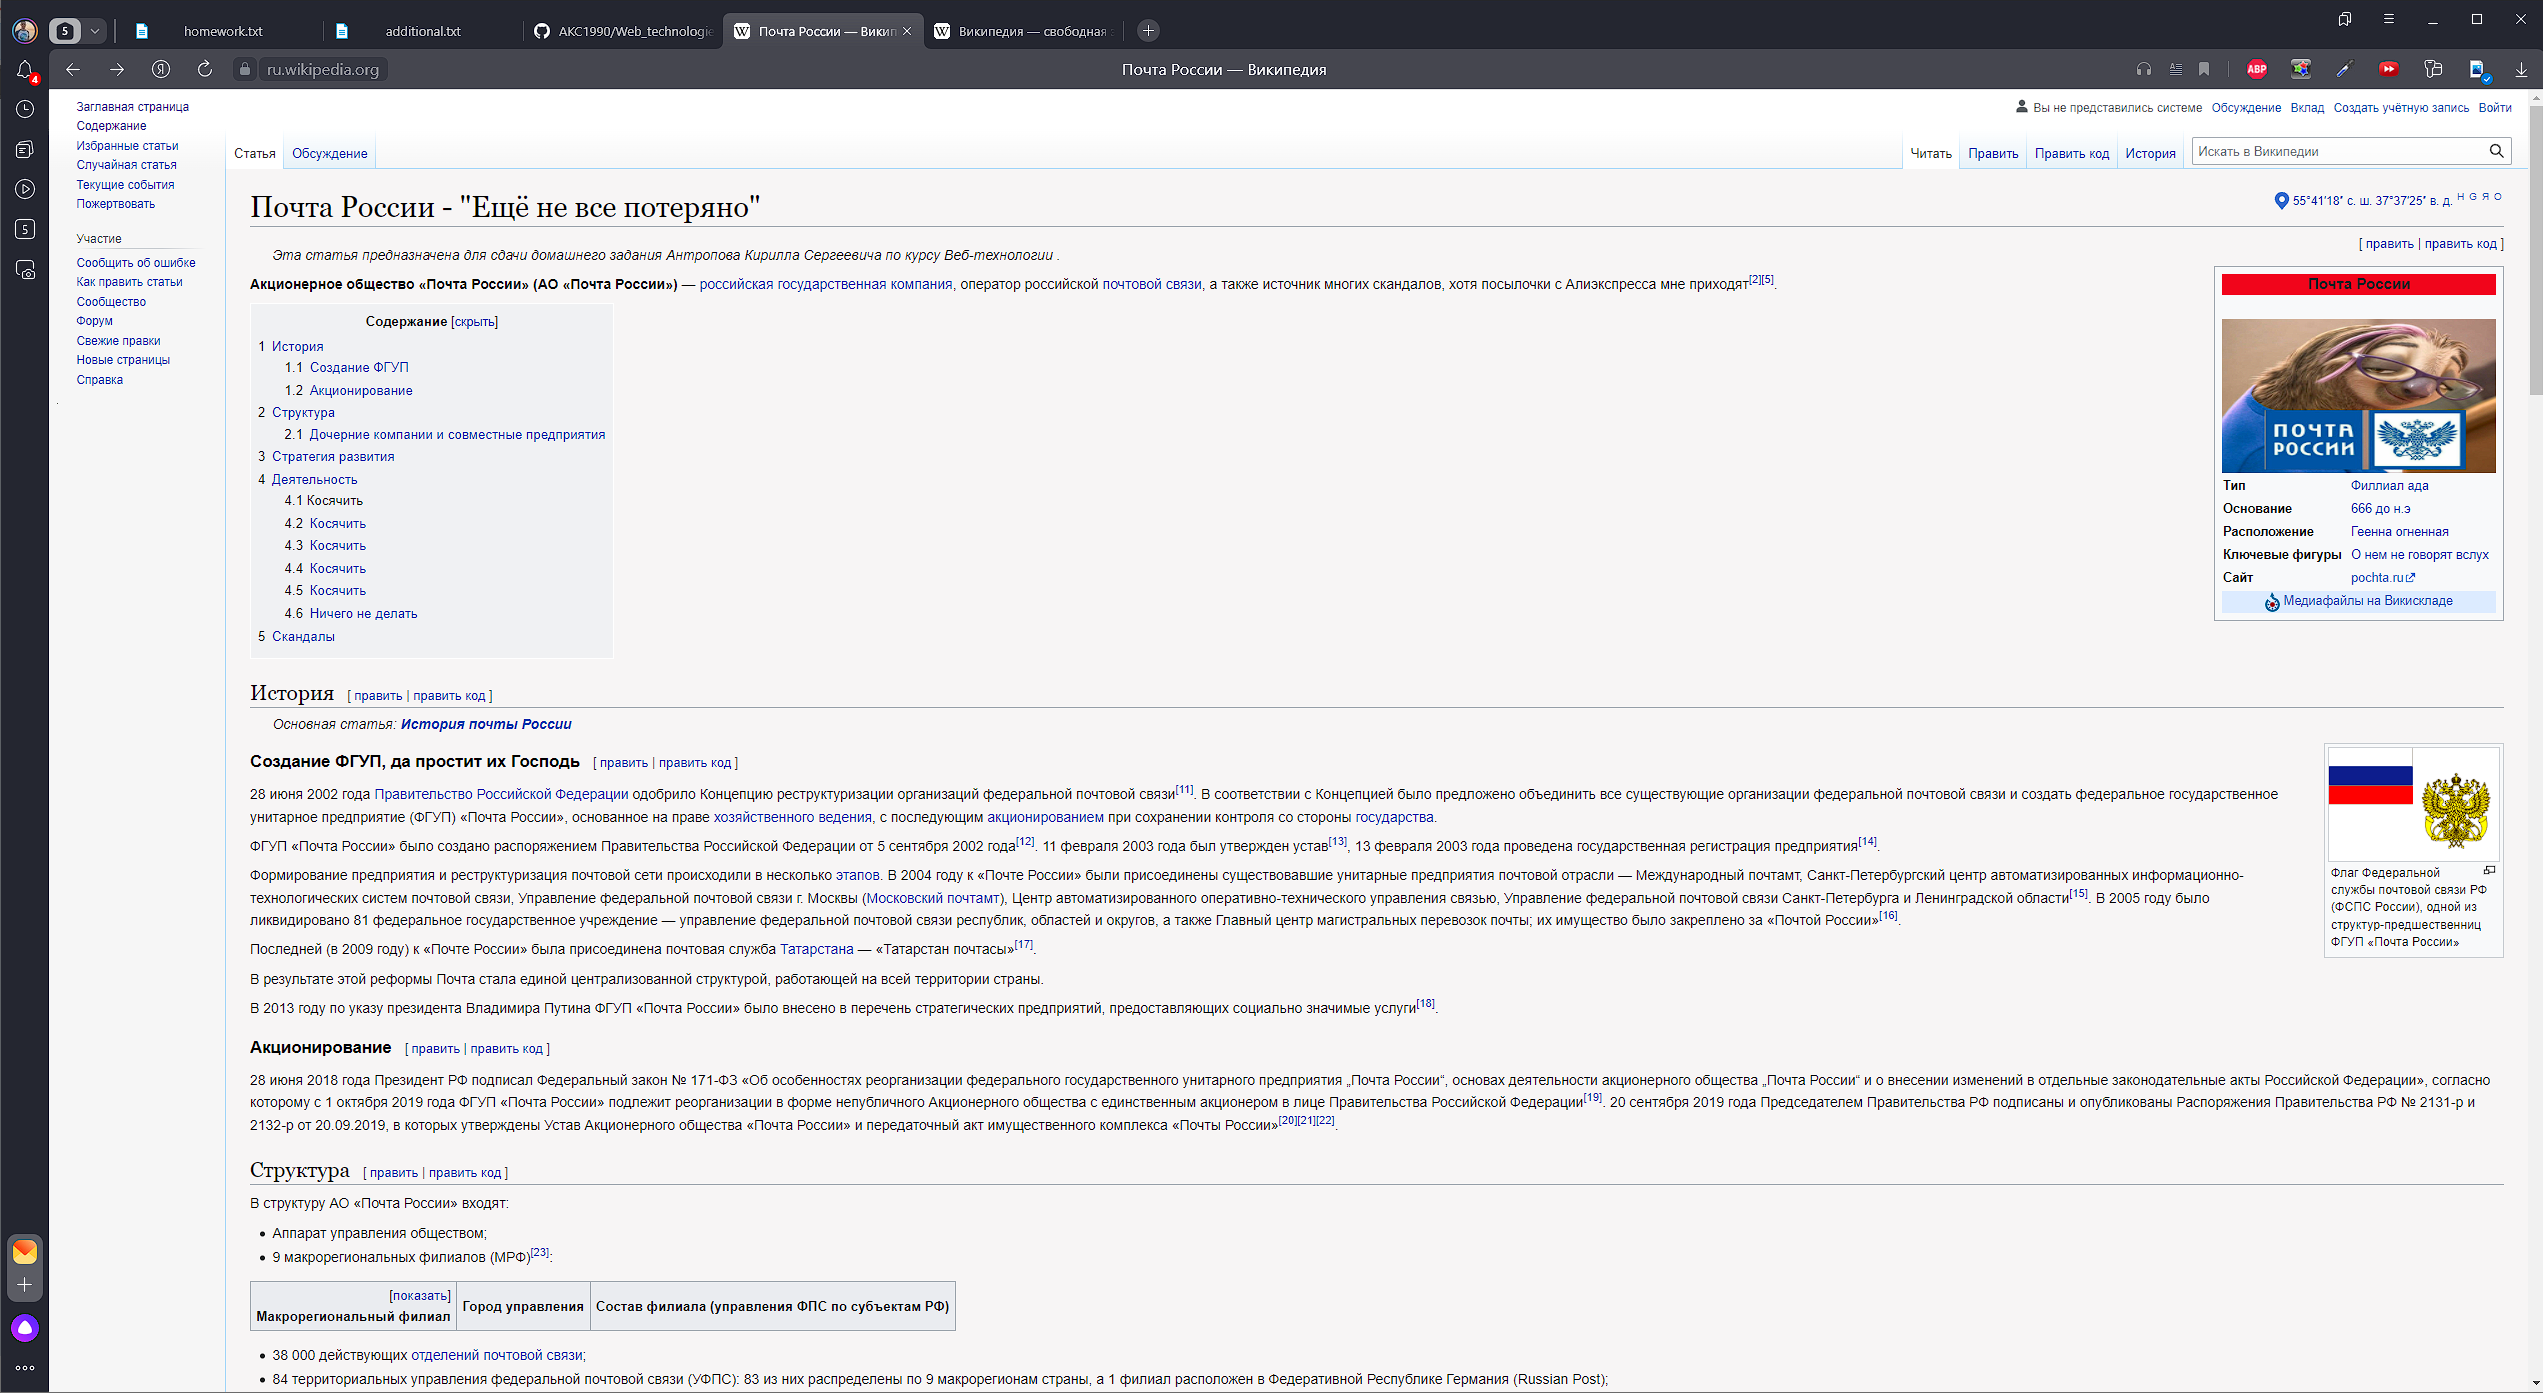 5
homework.txt
additional.txt
AKC1990/Web_technologie
Почта России — Викип
Википедия — свободная э
4
ru.wikipedia.org
Почта России — Википедия
ABP
5
Заглавная страница
Содержание
Избранные статьи
Случайная статья
Текущие события
Пожертвовать
Участие
Сообщить об ошибке
Как править статьи
Сообщество
Форум
Свежие правки
Новые страницы
Справка
Вы не представились системе Обсуждение Вклад Создать учётную запись Войти
Статья Обсуждение
Читать Править Править код История Искать в Википедии
Почта России - "Ещё не все потеряно"
55°41′18″ с. ш. 37°37′25″ в. д. H G Я O
[ править | править код ]
Эта статья предназначена для сдачи домашнего задания Антропова Кирилла Сергеевича по курсу Веб-технологии .
Акционерное общество «Почта России» (АО «Почта России») — российская государственная компания, оператор российской почтовой связи, а также источник многих скандалов, хотя посылочки с Алиэкспресса мне приходят[2][5].
Содержание [скрыть]
1 История
1.1 Создание ФГУП
1.2 Акционирование
2 Структура
2.1 Дочерние компании и совместные предприятия
3 Стратегия развития
4 Деятельность
4.1 Косячить
4.2 Косячить
4.3 Косячить
4.4 Косячить
4.5 Косячить
4.6 Ничего не делать
5 Скандалы
Почта России
ПОЧТА
РОССИИ
Тип Филлиал ада
Основание 666 до н.э
Расположение Геенна огненная
Ключевые фигуры О нем не говорят вслух
Сайт pochta.ru
Медиафайлы на Викискладе
История [ править | править код ]
Основная статья: История почты России
Создание ФГУП, да простит их Господь [ править | править код ]
28 июня 2002 года Правительство Российской Федерации одобрило Концепцию реструктуризации организаций федеральной почтовой связи[11]. В соответствии с Концепцией было предложено объединить все существующие организации федеральной почтовой связи и создать федеральное государственное
унитарное предприятие (ФГУП) «Почта России», основанное на праве хозяйственного ведения, с последующим акционированием при сохранении контроля со стороны государства.
ФГУП «Почта России» было создано распоряжением Правительства Российской Федерации от 5 сентября 2002 года[12]. 11 февраля 2003 года был утвержден устав[13], 13 февраля 2003 года проведена государственная регистрация предприятия[14].
Формирование предприятия и реструктуризация почтовой сети происходили в несколько этапов. В 2004 году к «Почте России» были присоединены существовавшие унитарные предприятия почтовой отрасли — Международный почтамт, Санкт-Петербургский центр автоматизированных информационно-
технологических систем почтовой связи, Управление федеральной почтовой связи г. Москвы (Московский почтамт), Центр автоматизированного оперативно-технического управления связью, Управление федеральной почтовой связи Санкт-Петербурга и Ленинградской области[15]. В 2005 году было
ликвидировано 81 федеральное государственное учреждение — управление федеральной почтовой связи республик, областей и округов, а также Главный центр магистральных перевозок почты; их имущество было закреплено за «Почтой России»[16].
Последней (в 2009 году) к «Почте России» была присоединена почтовая служба Татарстана — «Татарстан почтасы»[17].
В результате этой реформы Почта стала единой централизованной структурой, работающей на всей территории страны.
В 2013 году по указу президента Владимира Путина ФГУП «Почта России» было внесено в перечень стратегических предприятий, предоставляющих социально значимые услуги[18].
Флаг Федеральной
службы почтовой связи РФ
(ФСПС России), одной из
структур-предшественниц
ФГУП «Почта России»
Акционирование [ править | править код ]
28 июня 2018 года Президент РФ подписал Федеральный закон № 171-ФЗ «Об особенностях реорганизации федерального государственного унитарного предприятия „Почта России“, основах деятельности акционерного общества „Почта России“ и о внесении изменений в отдельные законодательные акты Российской Федерации», согласно
которому с 1 октября 2019 года ФГУП «Почта России» подлежит реорганизации в форме непубличного Акционерного общества с единственным акционером в лице Правительства Российской Федерации[19]. 20 сентября 2019 года Председателем Правительства РФ подписаны и опубликованы Распоряжения Правительства РФ № 2131-р и
2132-р от 20.09.2019, в которых утверждены Устав Акционерного общества «Почта России» и передаточный акт имущественного комплекса «Почты России»[20][21][22].
Структура [ править | править код ]
В структуру АО «Почта России» входят:
• Аппарат управления обществом;
• 9 макрорегиональных филиалов (МРФ)[23]:
[показать]
Макрорегиональный филиал Город управления Состав филиала (управления ФПС по субъектам РФ)
• 38 000 действующих отделений почтовой связи;
• 84 территориальных управления федеральной почтовой связи (УФПС): 83 из них распределены по 9 макрорегионам страны, а 1 филиал расположен в Федеративной Республике Германия (Russian Post);